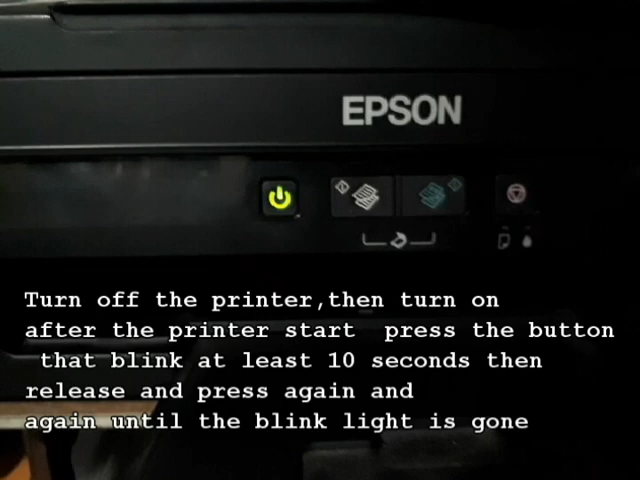 EPSON
Turn off the printer,then turn on
after the printer start  press the button
that blink at least 10 seconds then
release and press again and
again until the blink light is gone